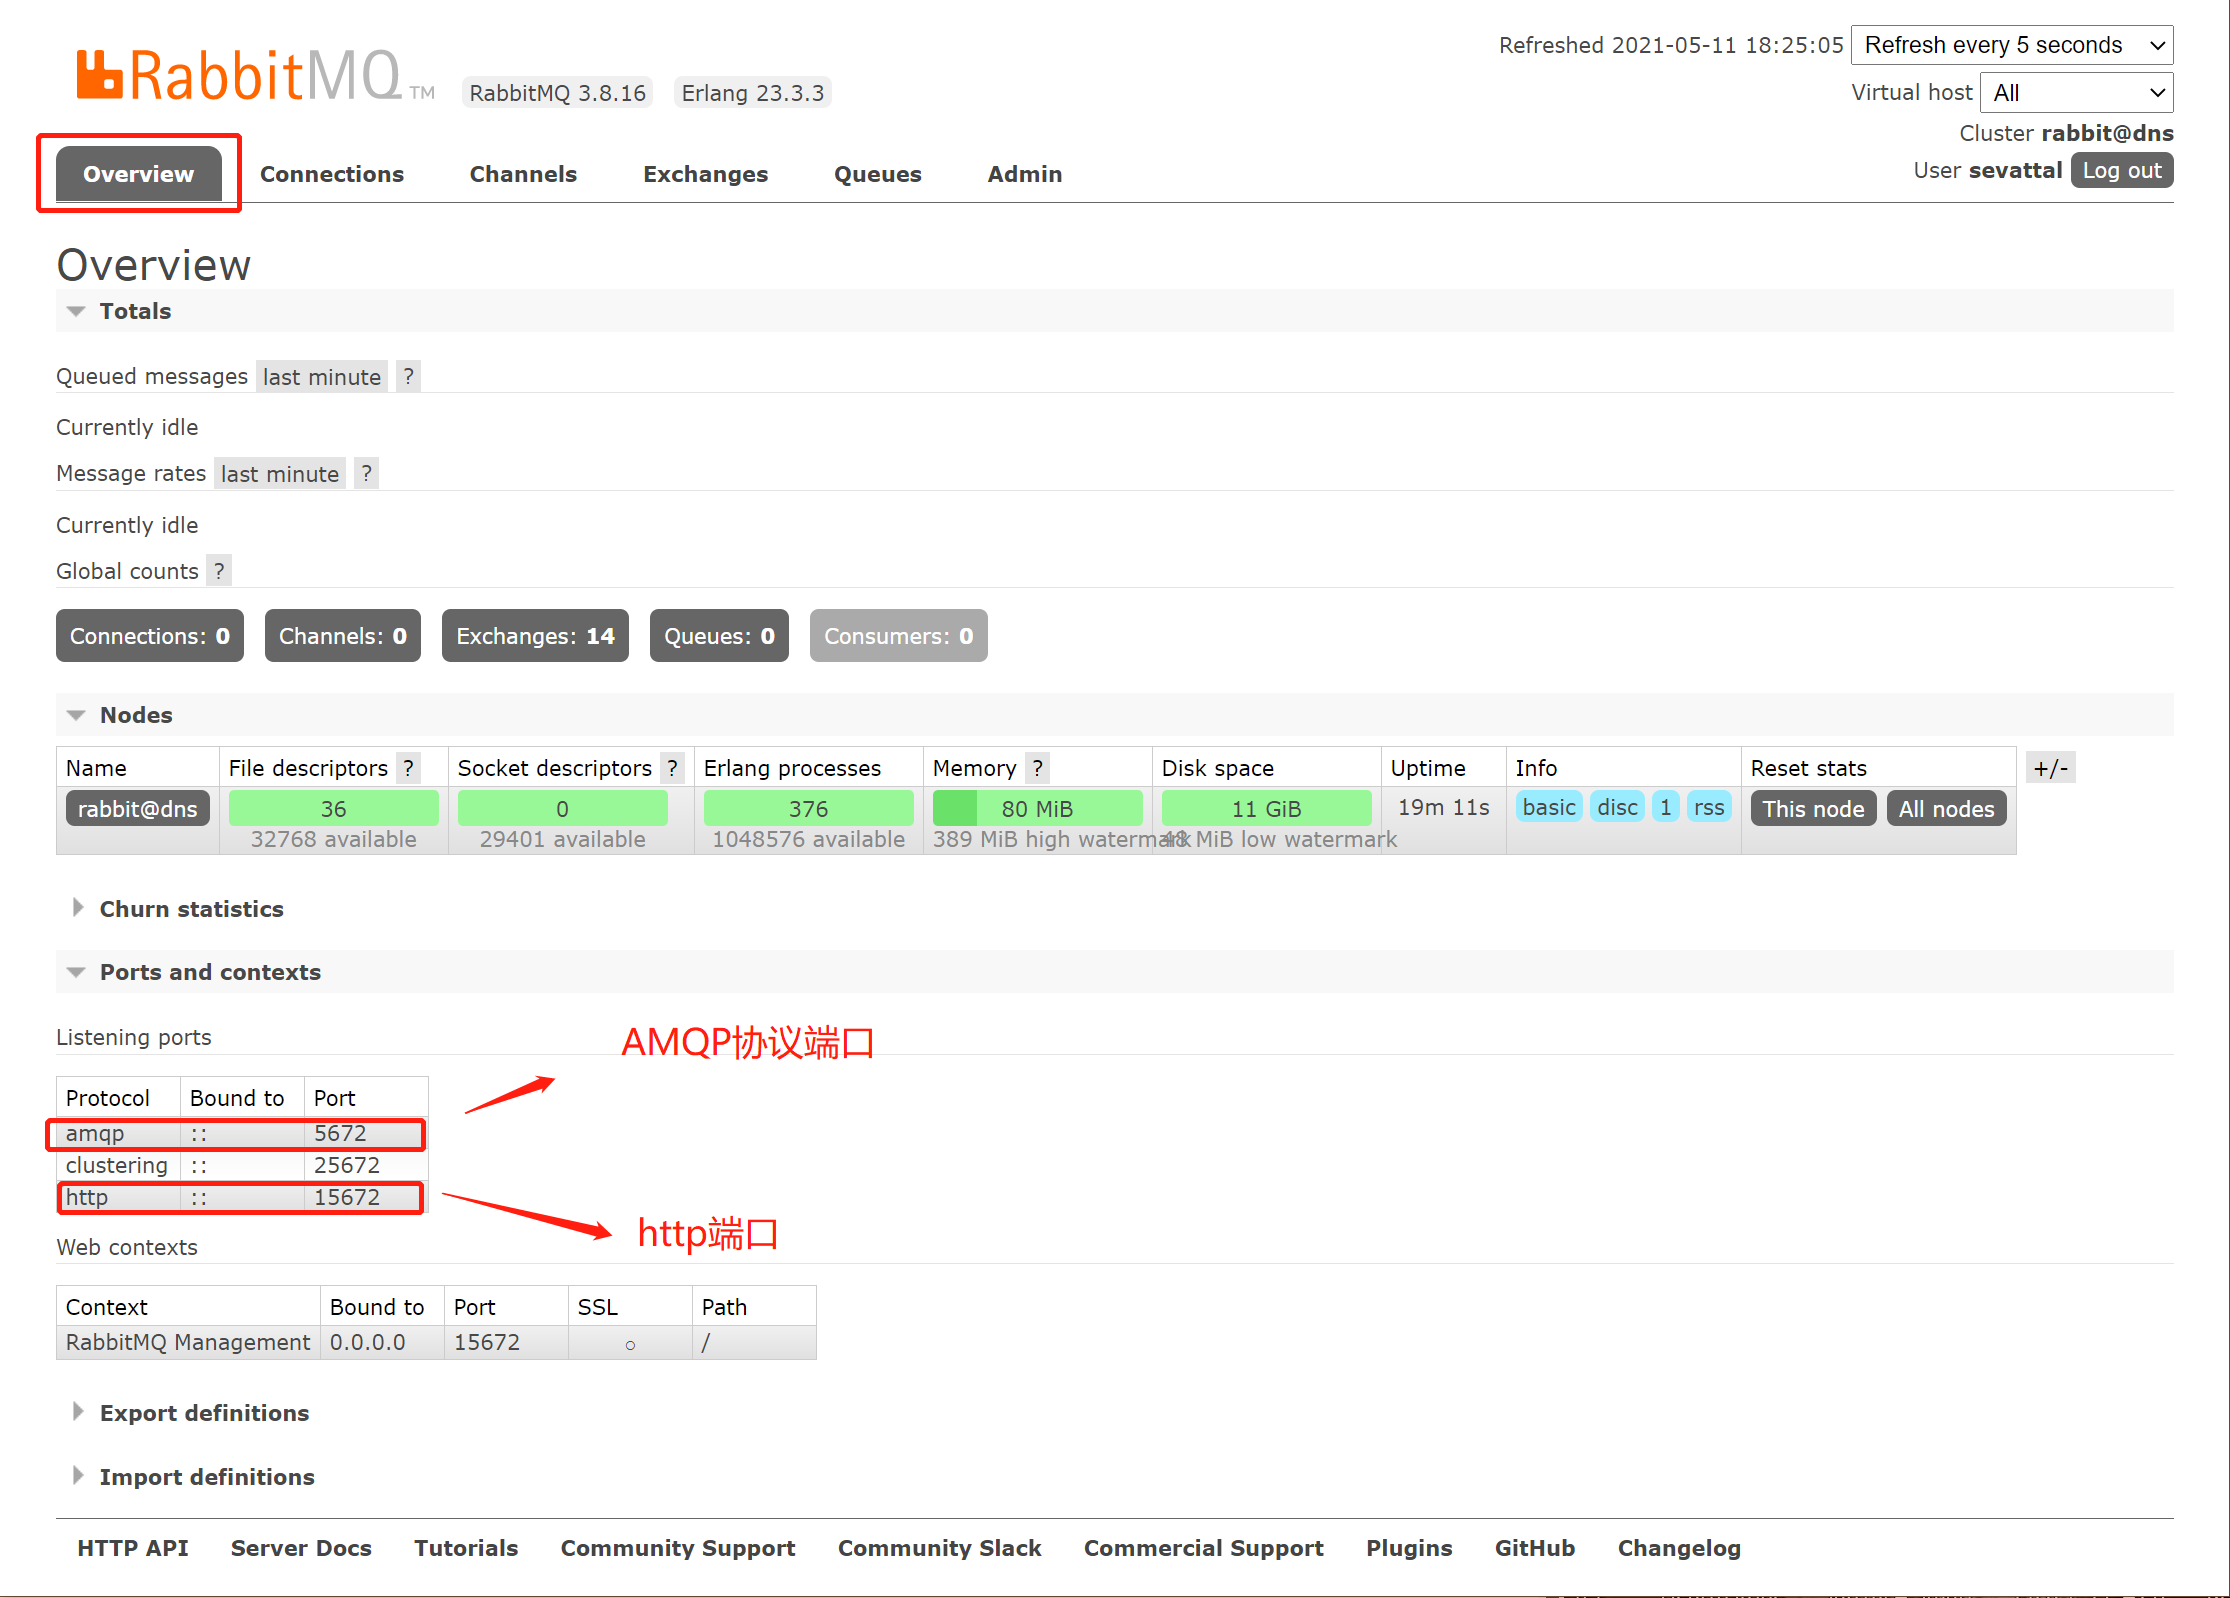 Refreshed 2021-05-11 18:25:05 Refresh every 5 seconds
RabbitMQ TM RabbitMQ 3.8.16 Erlang 23.3.3
Virtual host All
Cluster rabbit@dns
User sevattal Log out
Overview Connections Channels Exchanges Queues Admin
Overview
Totals
Queued messages last minute ?
Currently idle
Message rates last minute ?
Currently idle
Global counts ?
Connections: 0 Channels: 0 Exchanges: 14 Queues: 0 Consumers: 0
Nodes
Name File descriptors ? Socket descriptors ? Erlang processes Memory ? Disk space Uptime Info Reset stats +/-
rabbit@dns 36 0 376 80 MiB 11 GiB 19m 11s basic disc 1 rss This node All nodes
32768 available 29401 available 1048576 available 389 MiB high watermark 48 MiB low watermark
Churn statistics
Ports and contexts
Listening ports
AMQP协议端口
Protocol Bound to Port
amqp :: 5672
clustering :: 25672
http :: 15672
http端口
Web contexts
Context Bound to Port SSL Path
RabbitMQ Management 0.0.0.0 15672 ○ /
Export definitions
Import definitions
HTTP API Server Docs Tutorials Community Support Community Slack Commercial Support Plugins GitHub Changelog